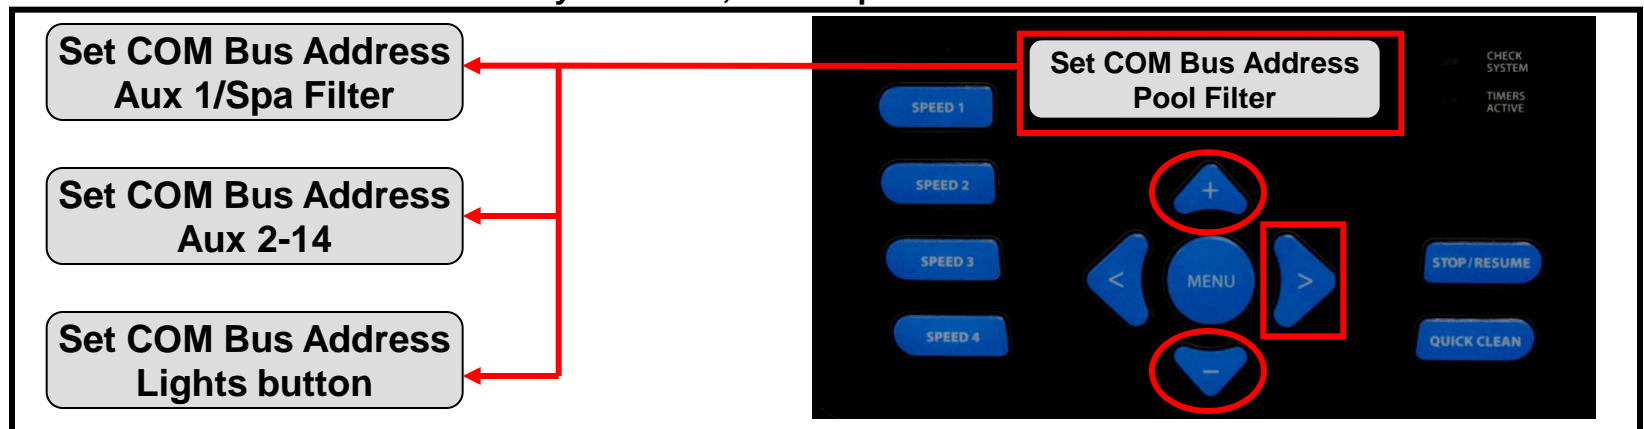 Set COM Bus Address
Aux 1/Spa Filter
Set COM Bus Address
Aux 2-14
Set COM Bus Address
Lights button
Set COM Bus Address
Pool Filter
CHECK
SYSTEM
TIMERS
ACTIVE
SPEED 1
SPEED 2
SPEED 3
SPEED 4
+
<
MENU
>
−
STOP/RESUME
QUICK CLEAN